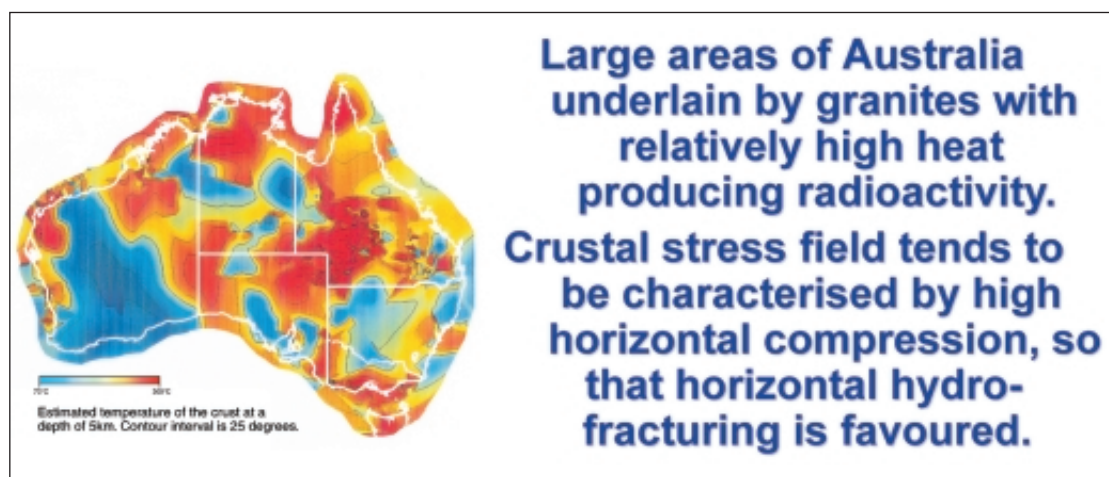 Large areas of Australia
underlain by granites with
relatively high heat
producing radioactivity.
Crustal stress field tends to
be characterised by high
horizontal compression, so
that horizontal hydro-
fracturing is favoured.
70°C
Estimated temperature of the crust at a
depth of 5km. Contour interval is 25 degrees.